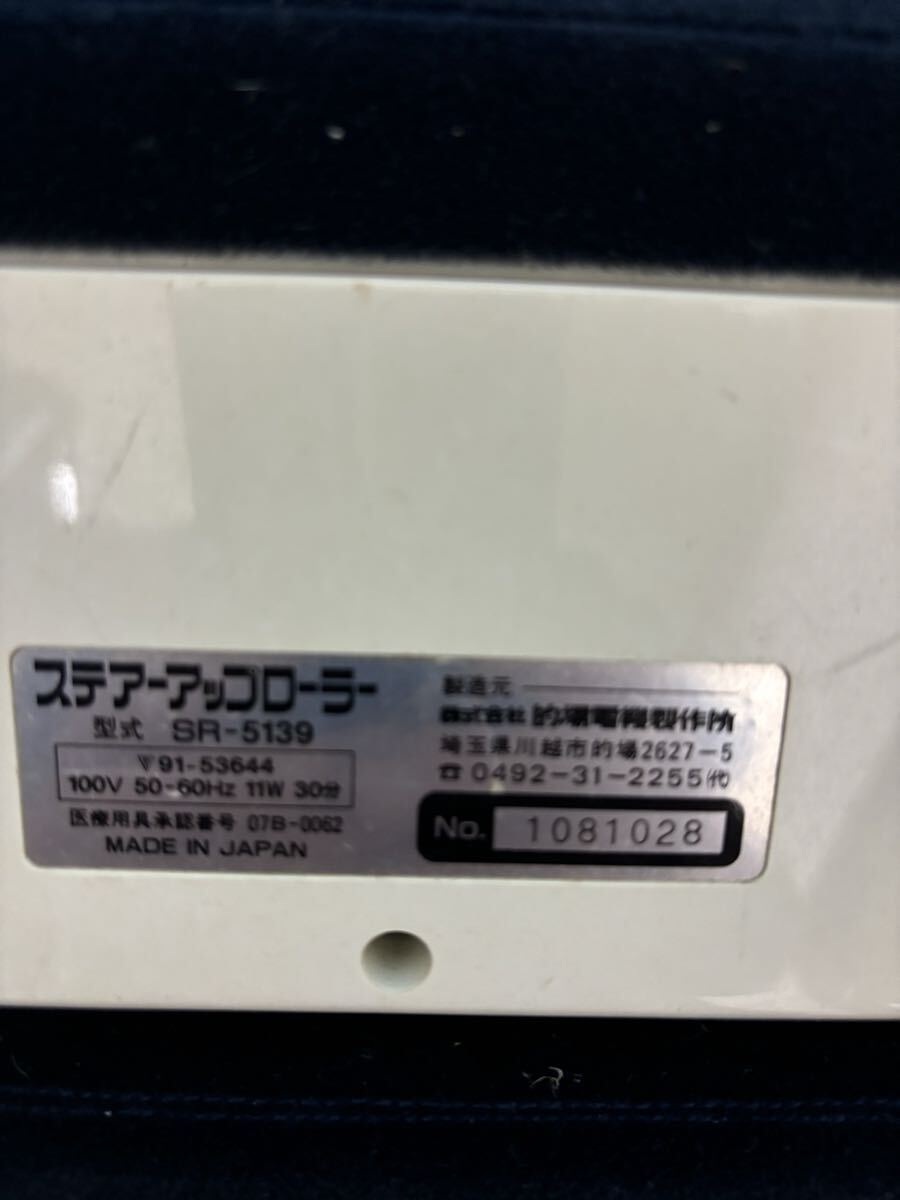 ステアーアップローラー
型式 SR-5139
▽91-53644
100V 50-60Hz 11W 30分
医療用具承認番号 07B-0062
MADE IN JAPAN
製造元
株式会社 的場電機製作所
埼玉県川越市的場2627-5
☎ 0492-31-2255㈹
No. 1081028